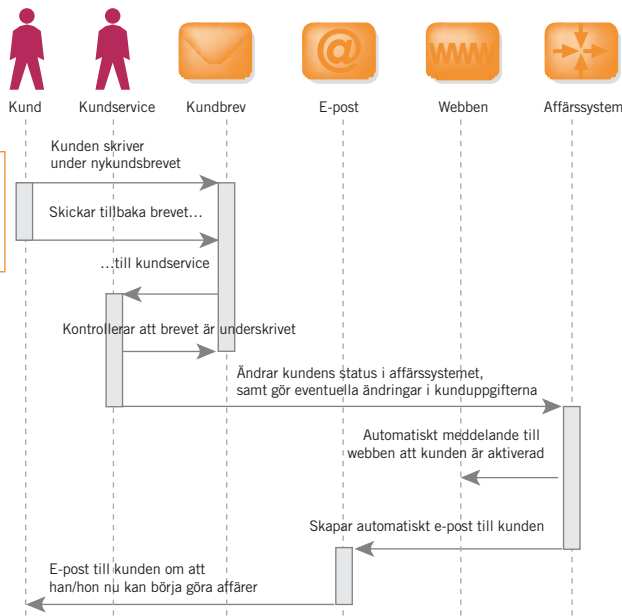 @
WWW
Kund
Kundservice
Kundbrev
E-post
Webben
Affärssystem
Kunden skriver
under nykundsbrevet
Skickar tillbaka brevet…
…till kundservice
Kontrollerar att brevet är underskrivet
Ändrar kundens status i affärssystemet,
samt gör eventuella ändringar i kunduppgifterna
Automatiskt meddelande till
webben att kunden är aktiverad
Skapar automatiskt e-post till kunden
E-post till kunden om att
han/hon nu kan börja göra affärer